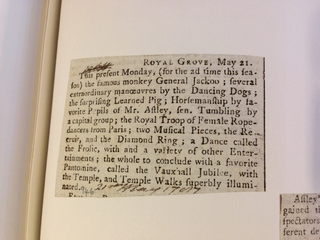 ROYAL GROVE, May 21.
This present Monday, (for the 2d time this sea-
son) the famous monkey General Jackoo; several
extraordinary manœuvres by the Dancing Dogs;
the surprising Learned Pig; Horsemanship by fa-
vorite Pupils of Mr. Astley, sen. Tumbling by
a capital group; the Royal Troop of Female Rope-
dancers from Paris; two Musical Pieces, the Re-
cruit, and the Diamond Ring; a Dance called
the Frolic, with and a variety of other Enter-
tainments; the whole to conclude with a favorite
Pantomime, called the Vauxhall Jubilee, with
the Temple, and Temple Walks superbly illumi-
nated.
Astley
gained t
spectators
ferent de